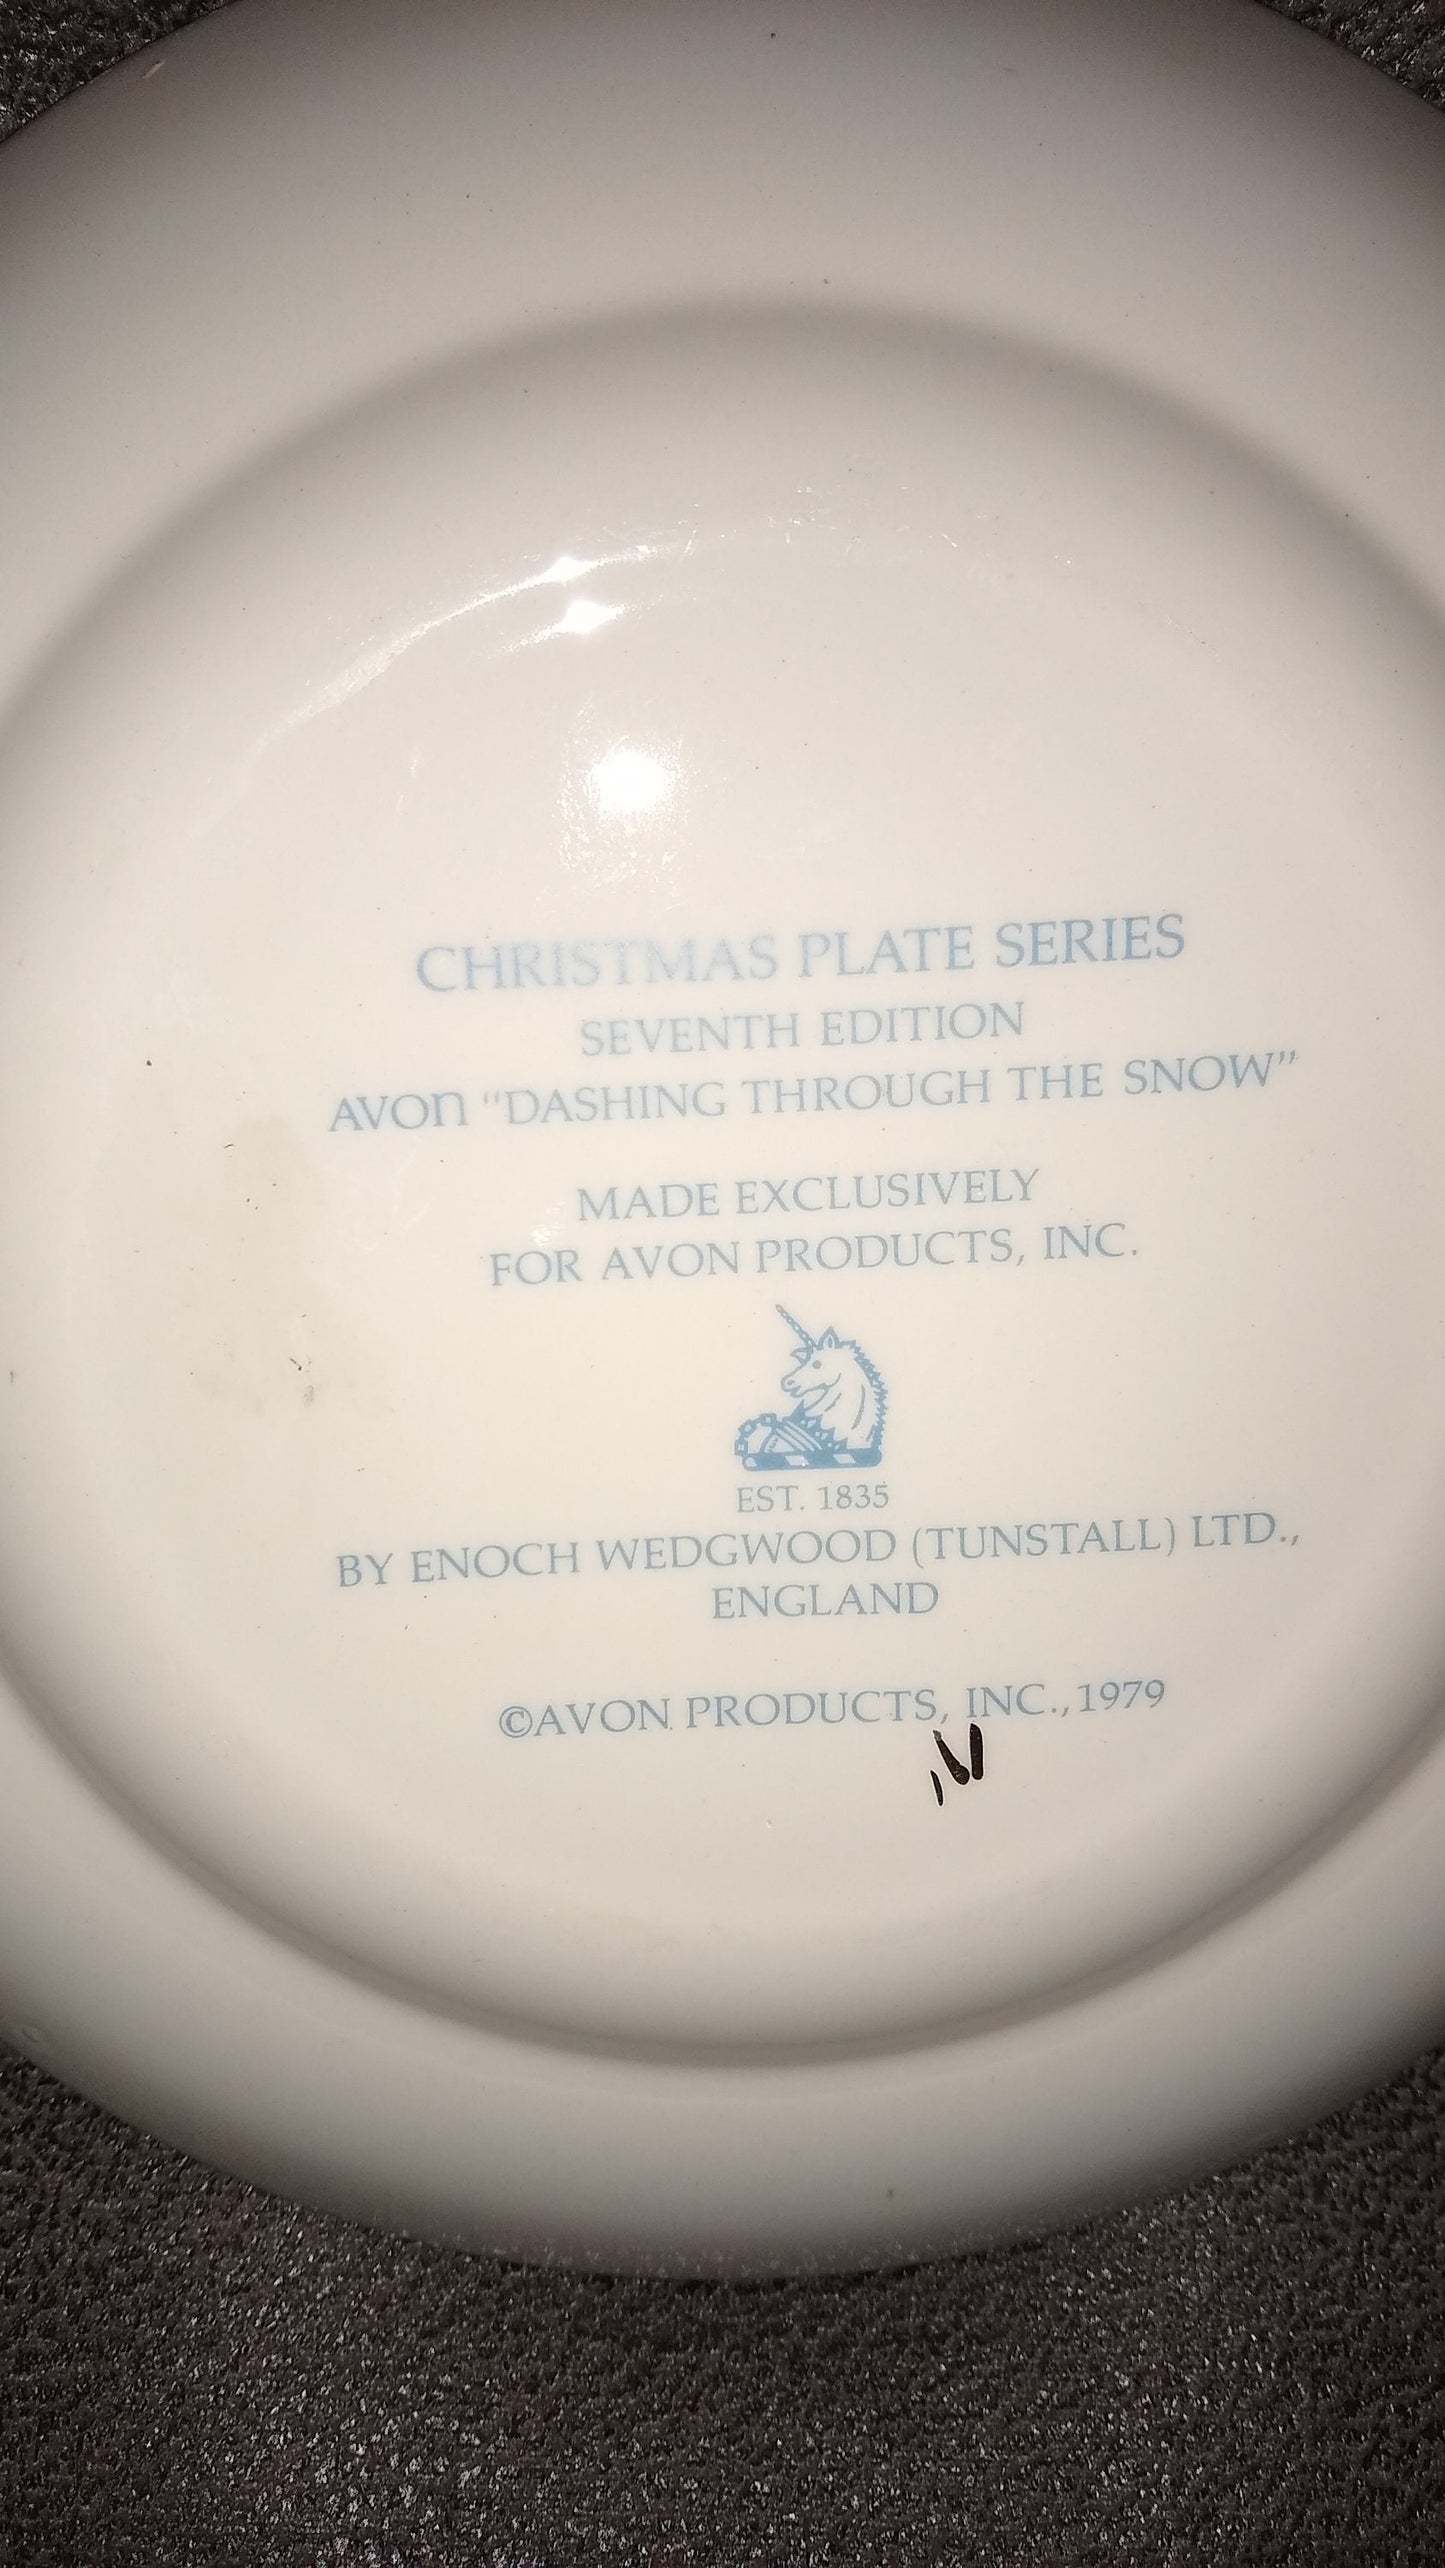 CHRISTMAS PLATE SERIES
SEVENTH EDITION
AVON “DASHING THROUGH THE SNOW”
MADE EXCLUSIVELY
FOR AVON PRODUCTS, INC.
EST. 1835
BY ENOCH WEDGWOOD (TUNSTALL) LTD.,
ENGLAND
©AVON PRODUCTS, INC., 1979